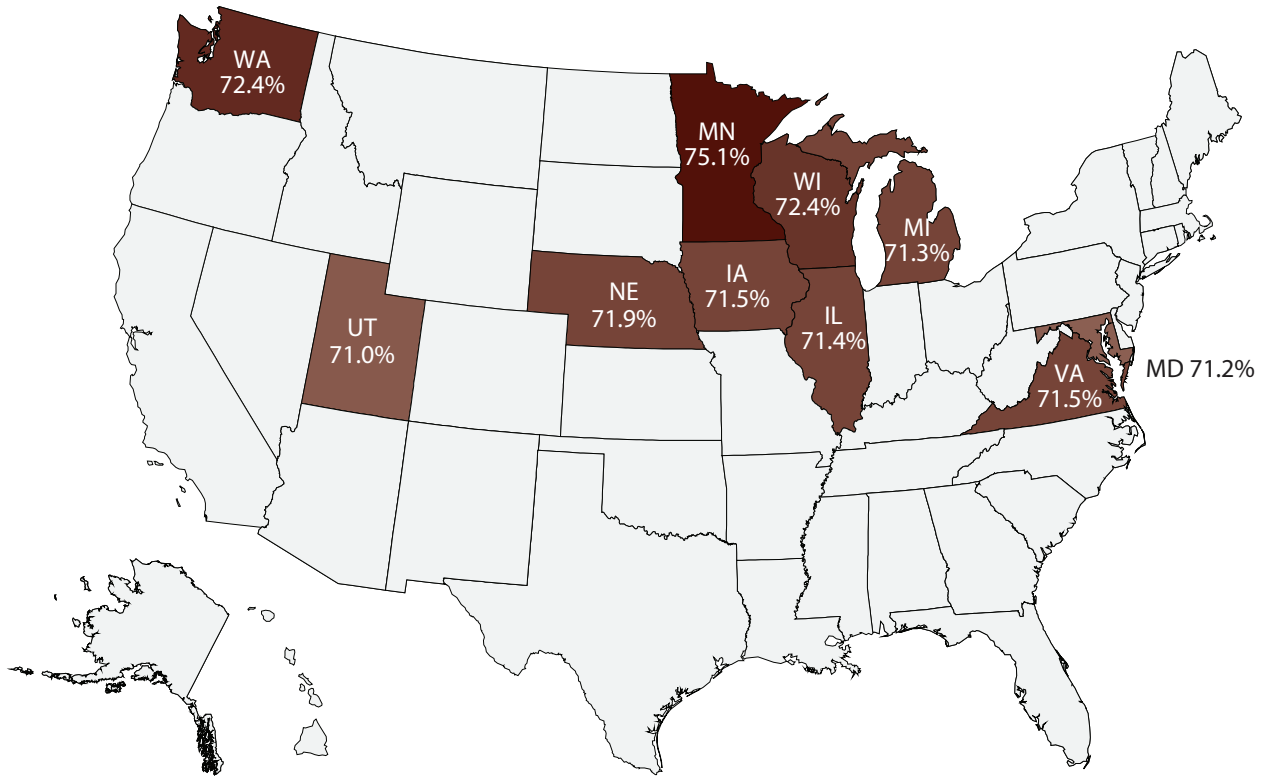 WA
72.4%
MN
75.1%
WI
72.4%
MI
71.3%
IA
71.5%
NE
71.9%
IL
71.4%
UT
71.0%
VA
71.5%
MD 71.2%